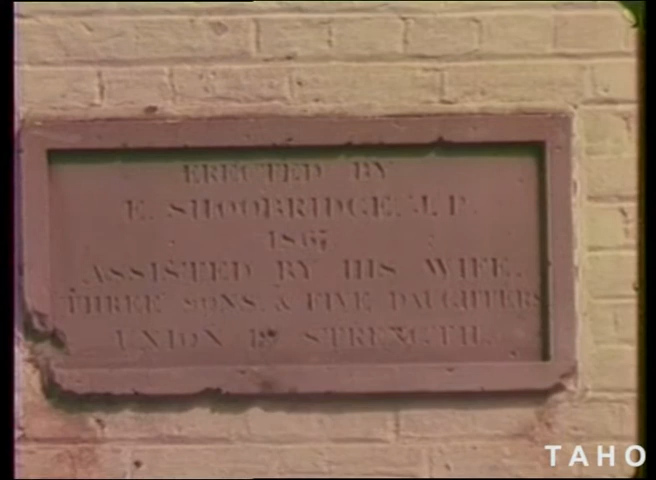 ERECTED BY
E. SHOOBRIDGE. J. P.
1867
ASSISTED BY HIS WIFE.
THREE SONS. & FIVE DAUGHTERS
UNION IS STRENGTH.
TAHO